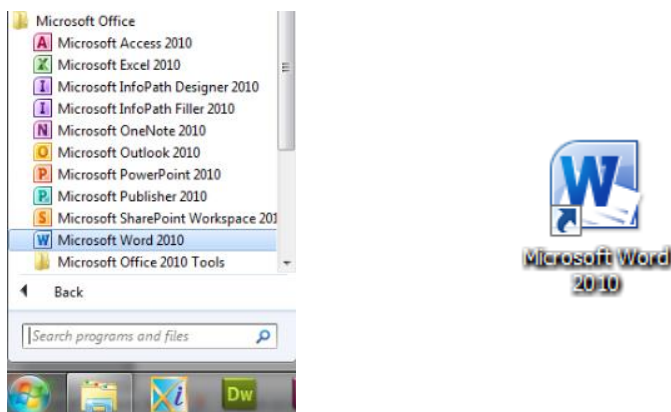 Microsoft Office
Microsoft Access 2010
Microsoft Excel 2010
Microsoft InfoPath Designer 2010
Microsoft InfoPath Filler 2010
Microsoft OneNote 2010
Microsoft Outlook 2010
Microsoft PowerPoint 2010
Microsoft Publisher 2010
Microsoft SharePoint Workspace 201
Microsoft Word 2010
Microsoft Office 2010 Tools
Back
Search programs and files
Dw
W
Microsoft Word
2010